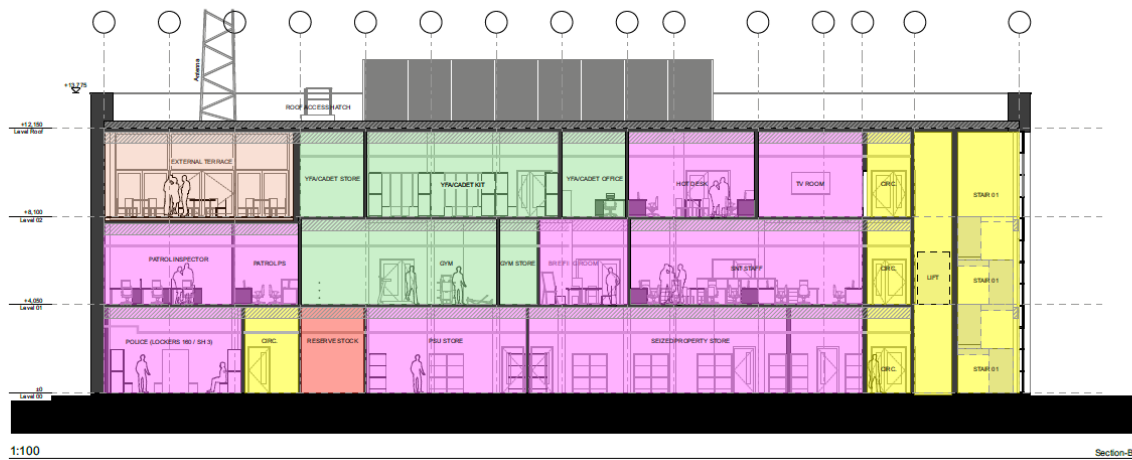 Antenna
+13,775
ROOF ACCESS HATCH
+12,150
Level Roof
EXTERNAL TERRACE
YFA/CADET STORE
YFA/CADET KIT
YFA/CADET OFFICE
HOT DESK
TV ROOM
CIRC.
STAIR 01
+8,100
Level 02
PATROL INSPECTOR
PATROL PS
GYM
GYM STORE
BRIEFING ROOM
SNT STAFF
CIRC.
LIFT
STAIR 01
+4,050
Level 01
POLICE (LOCKERS 160 / SH 3)
CIRC.
RESERVE STOCK
PSU STORE
SEIZED PROPERTY STORE
CIRC.
STAIR 01
±0
Level 00
1:100
Section-B